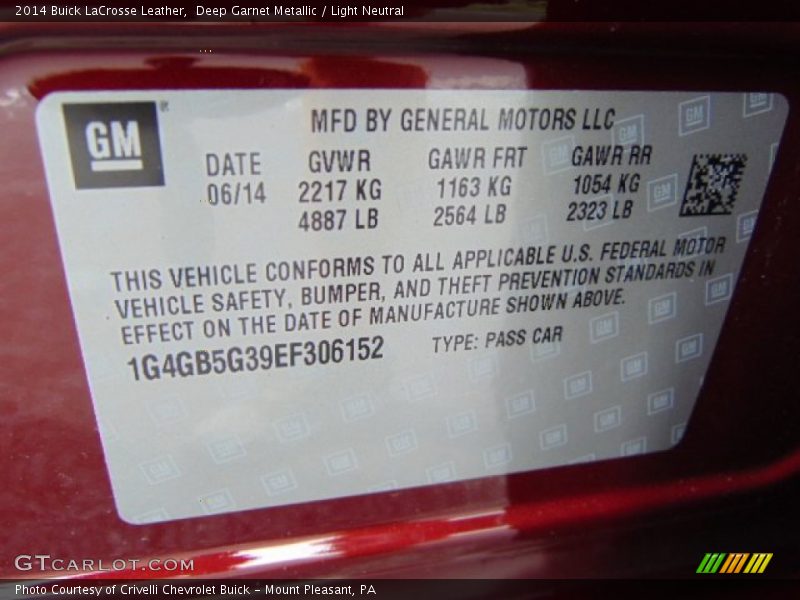 2014 Buick LaCrosse Leather,  Deep Garnet Metallic / Light Neutral
GM
MFD BY GENERAL MOTORS LLC
DATE GVWR GAWR FRT GAWR RR
06/14 2217 KG 1163 KG 1054 KG
4887 LB 2564 LB 2323 LB
THIS VEHICLE CONFORMS TO ALL APPLICABLE U.S. FEDERAL MOTOR
VEHICLE SAFETY, BUMPER, AND THEFT PREVENTION STANDARDS IN
EFFECT ON THE DATE OF MANUFACTURE SHOWN ABOVE.
1G4GB5G39EF306152 TYPE: PASS CAR
GTCARLOT.COM
Photo Courtesy of Crivelli Chevrolet Buick - Mount Pleasant, PA